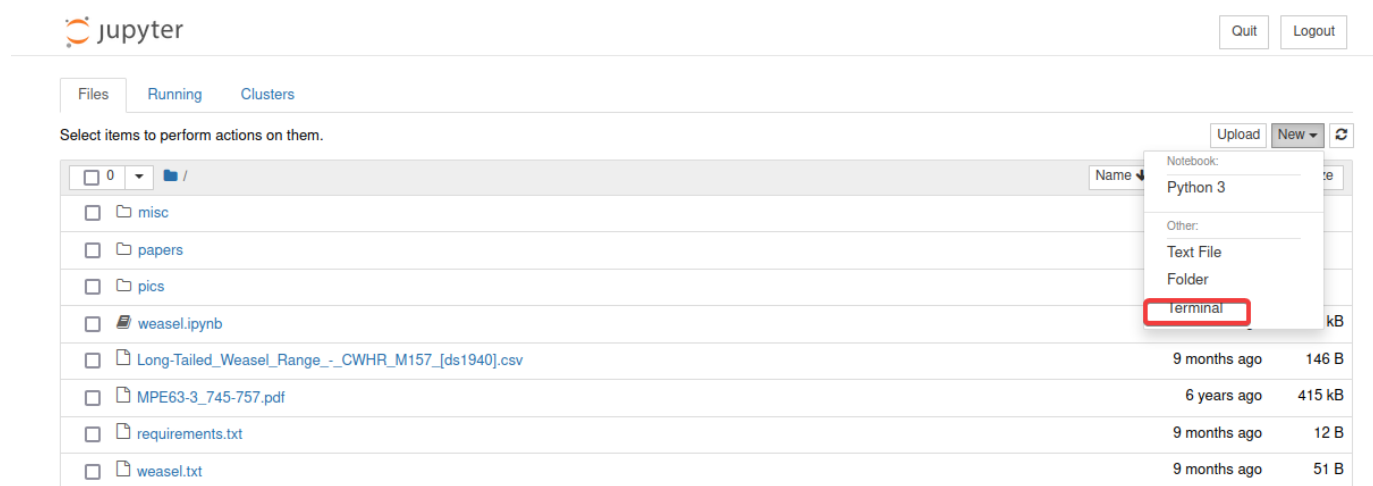 jupyter
Quit Logout
Files Running Clusters
Select items to perform actions on them.
Upload New
0 /
Name
Notebook:
Python 3
Other:
Text File
Folder
Terminal
misc
papers
pics
weasel.ipynb kB
Long-Tailed_Weasel_Range_-_CWHR_M157_[ds1940].csv 9 months ago 146 B
MPE63-3_745-757.pdf 6 years ago 415 kB
requirements.txt 9 months ago 12 B
weasel.txt 9 months ago 51 B